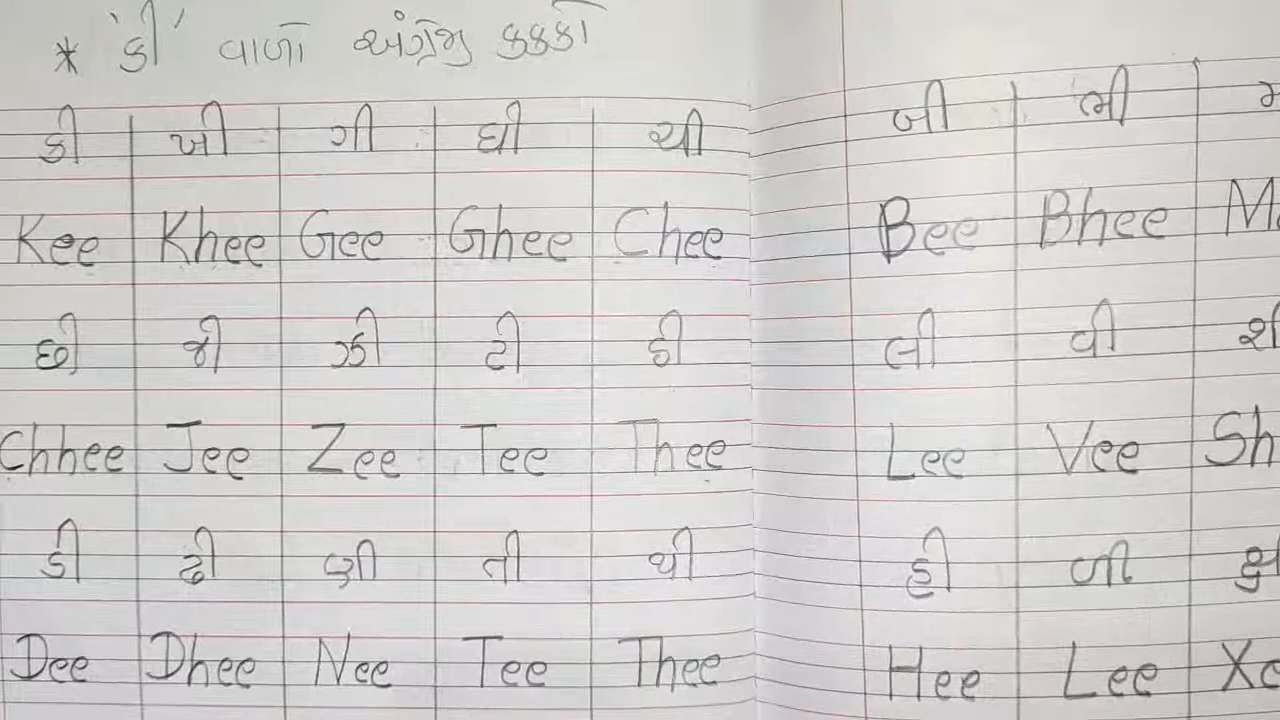 * 'કી' વાળો અંગ્રેજી કક્કો
કી ખી ગી ઘી ચી
Kee Khee Gee Ghee Chee
છી જી ઝી ટી ઠી
Chhee Jee Zee Tee Thee
ડી ઢી ણી તી થી
Dee Dhee Nee Tee Thee
બી ભી
Bee Bhee
લી વી
Lee Vee Sh
હી ળી
Hee Lee